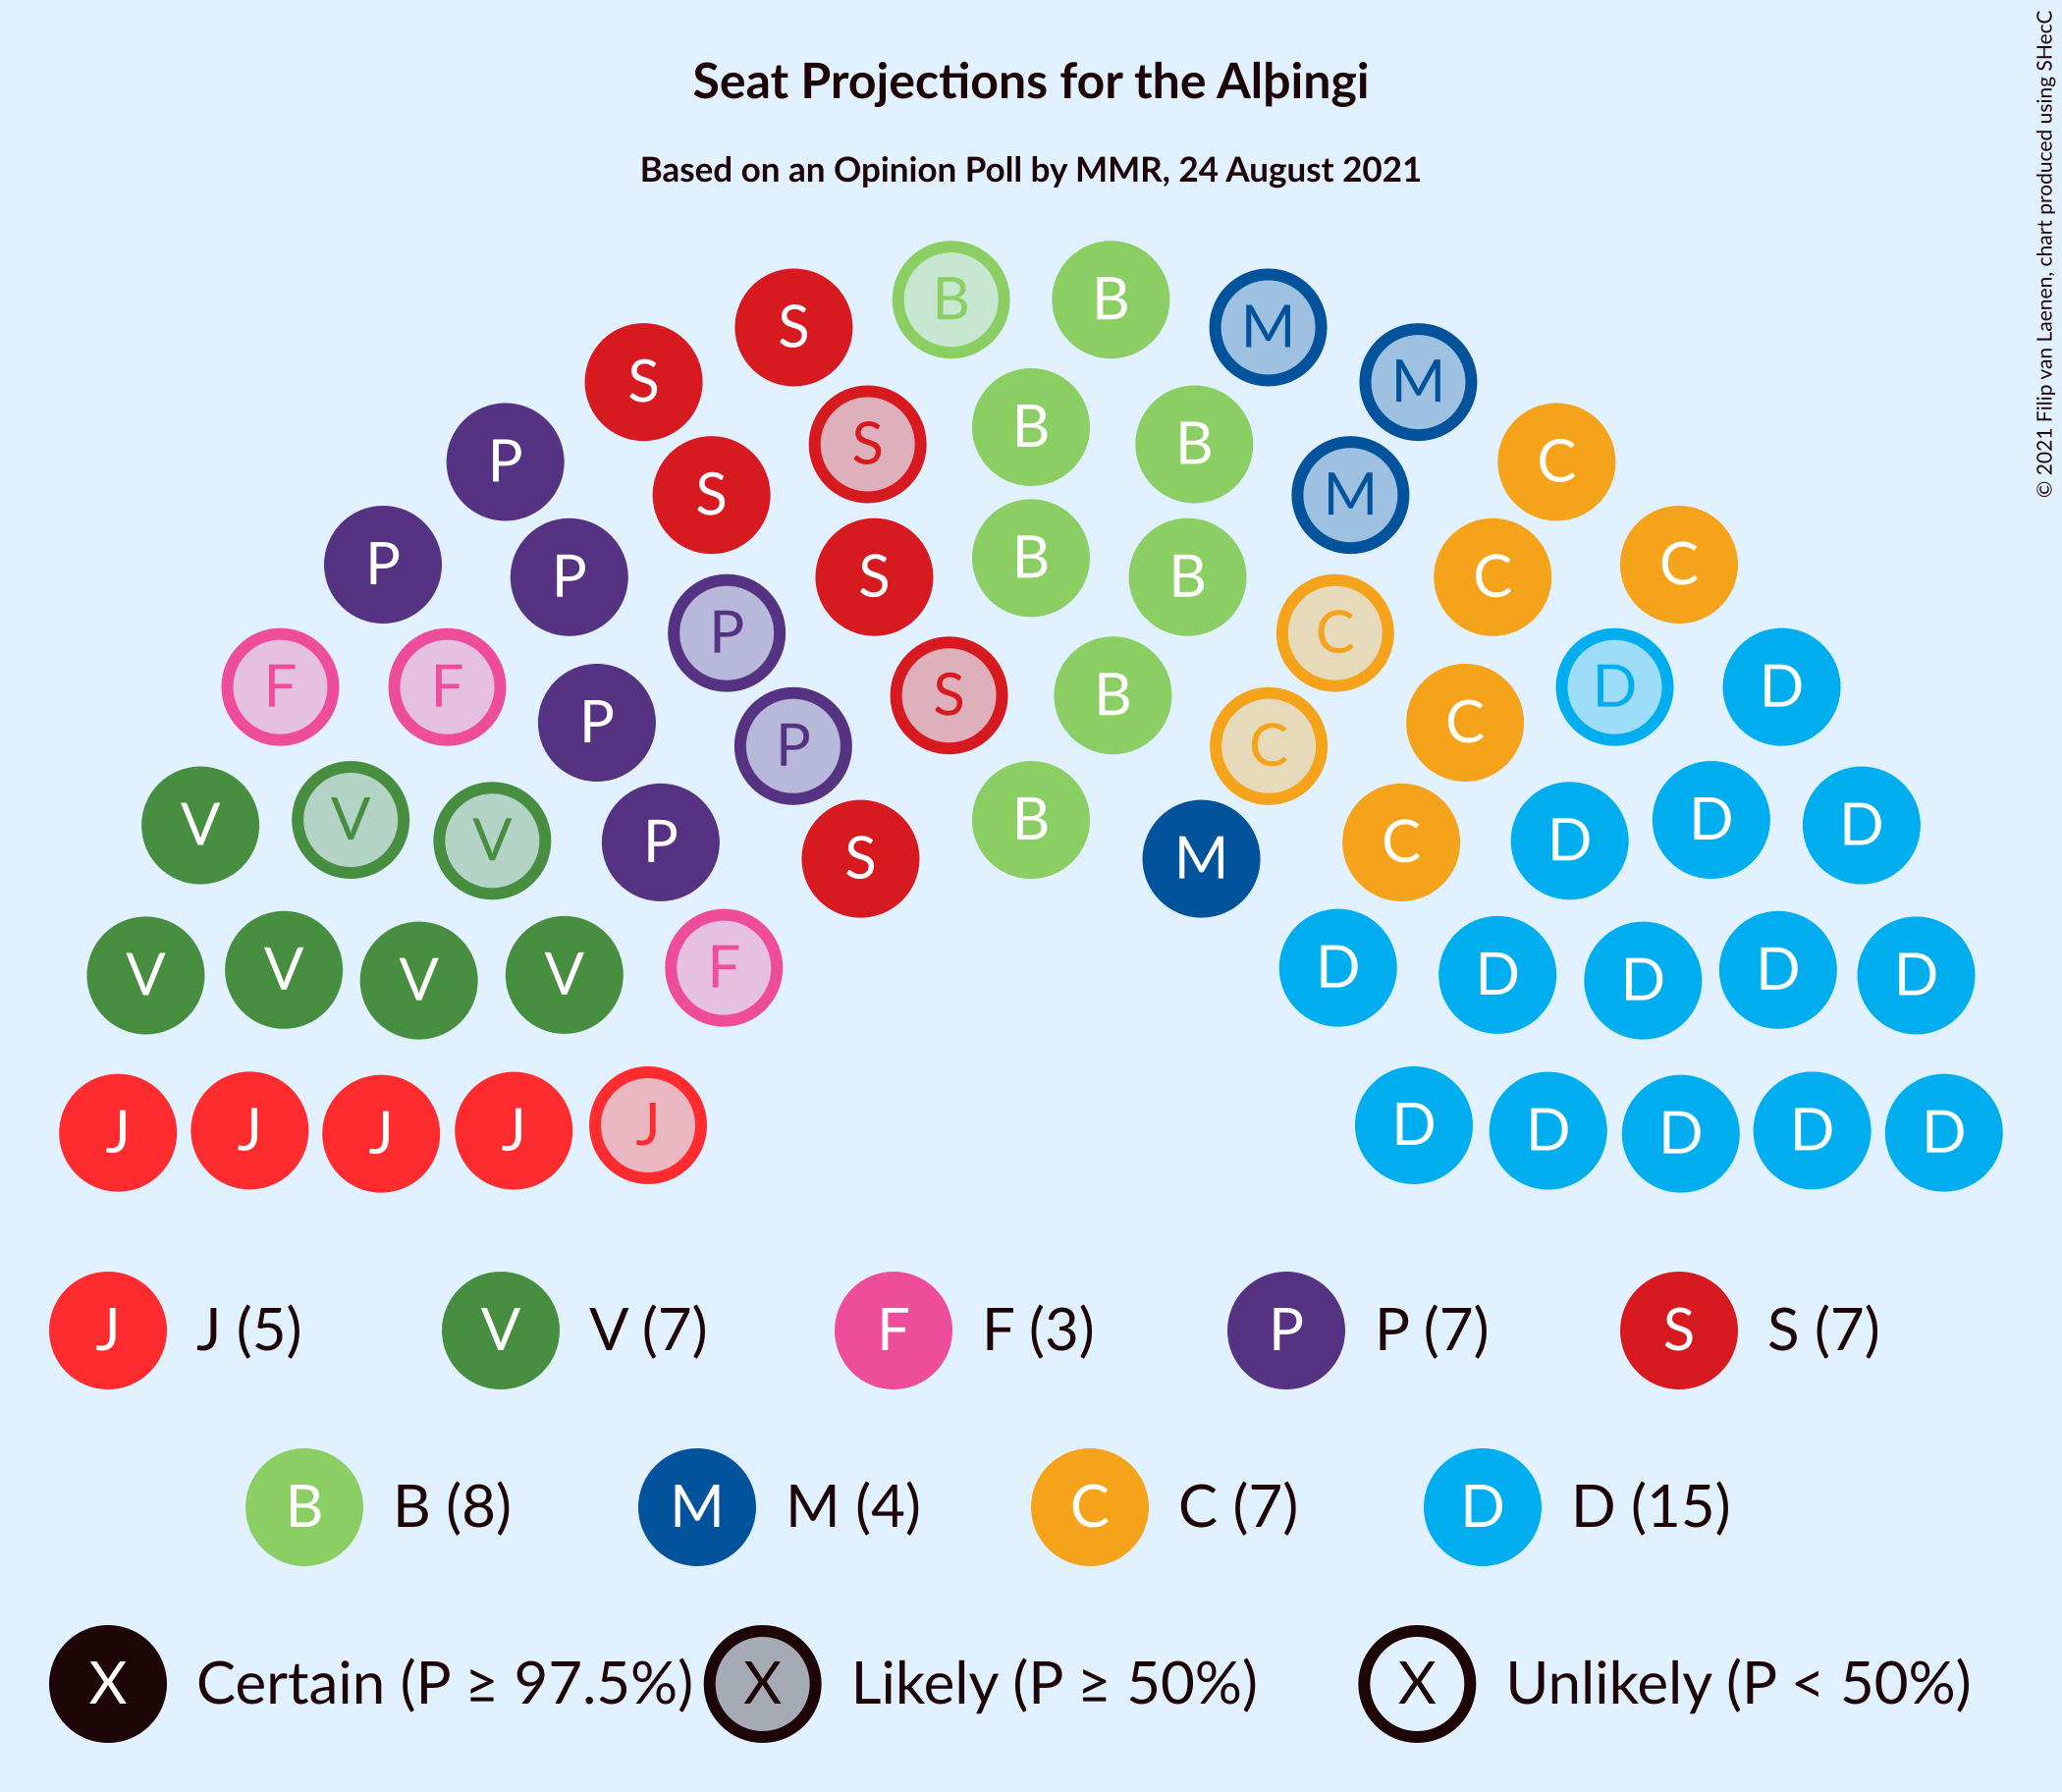 Seat Projections for the Alþingi
Based on an Opinion Poll by MMR, 24 August 2021
© 2021 Filip van Laenen, chart produced using SHecC
B B
S M M
S S
B B
S M
P C
S
P P S B B C C
P C
F F P S B C C D D
P C
V V V P S B M C D D D
V V V V F D D D D D
J J J J J D D D D D
J J (5) V V (7) F F (3) P P (7) S S (7)
B B (8) M M (4) C C (7) D D (15)
X Certain (P ≥ 97.5%) X Likely (P ≥ 50%) X Unlikely (P < 50%)